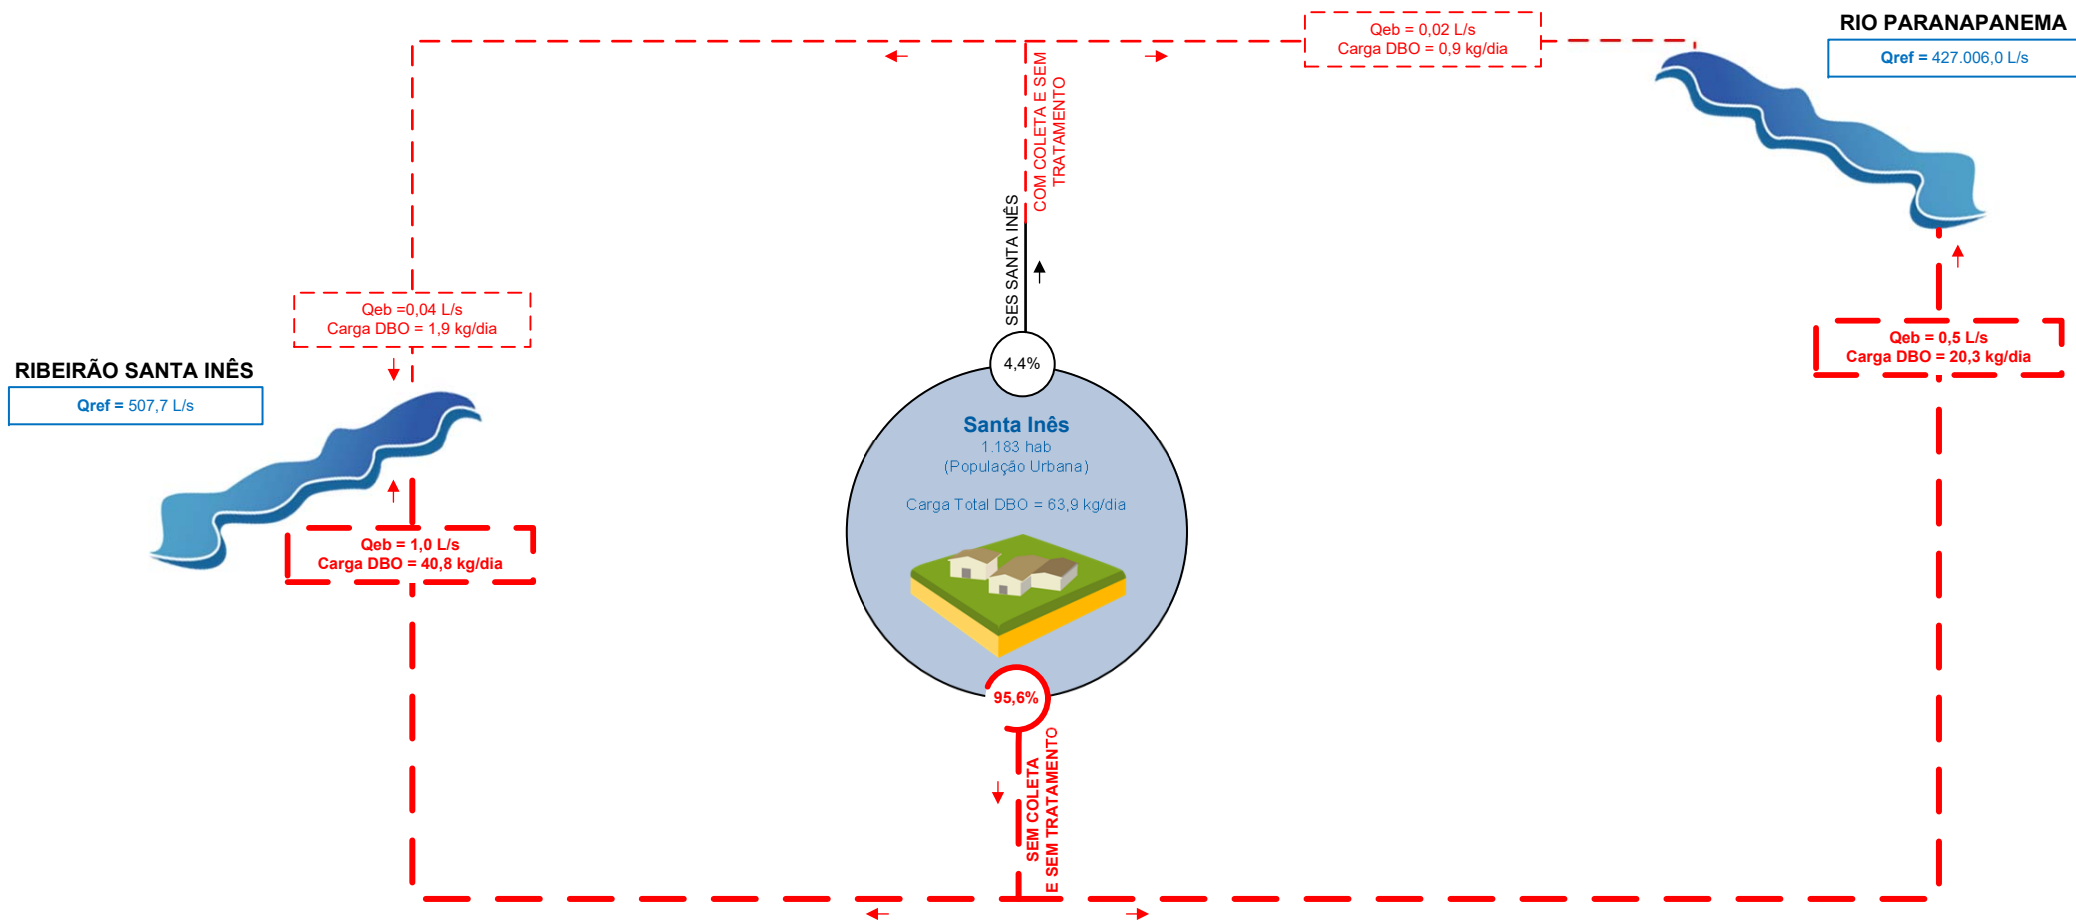 Qeb = 0,02 L/s
Carga DBO = 0,9 kg/dia
RIO PARANAPANEMA
Qref = 427.006,0 L/s
COM COLETA E SEM
TRATAMENTO
SES SANTA INÊS
Qeb =0,04 L/s
Carga DBO = 1,9 kg/dia
RIBEIRÃO SANTA INÊS
Qref = 507,7 L/s
Qeb = 0,5 L/s
Carga DBO = 20,3 kg/dia
4,4%
Santa Inês
1.183 hab
(População Urbana)
Carga Total DBO = 63,9 kg/dia
Qeb = 1,0 L/s
Carga DBO = 40,8 kg/dia
95,6%
SEM COLETA
E SEM TRATAMENTO